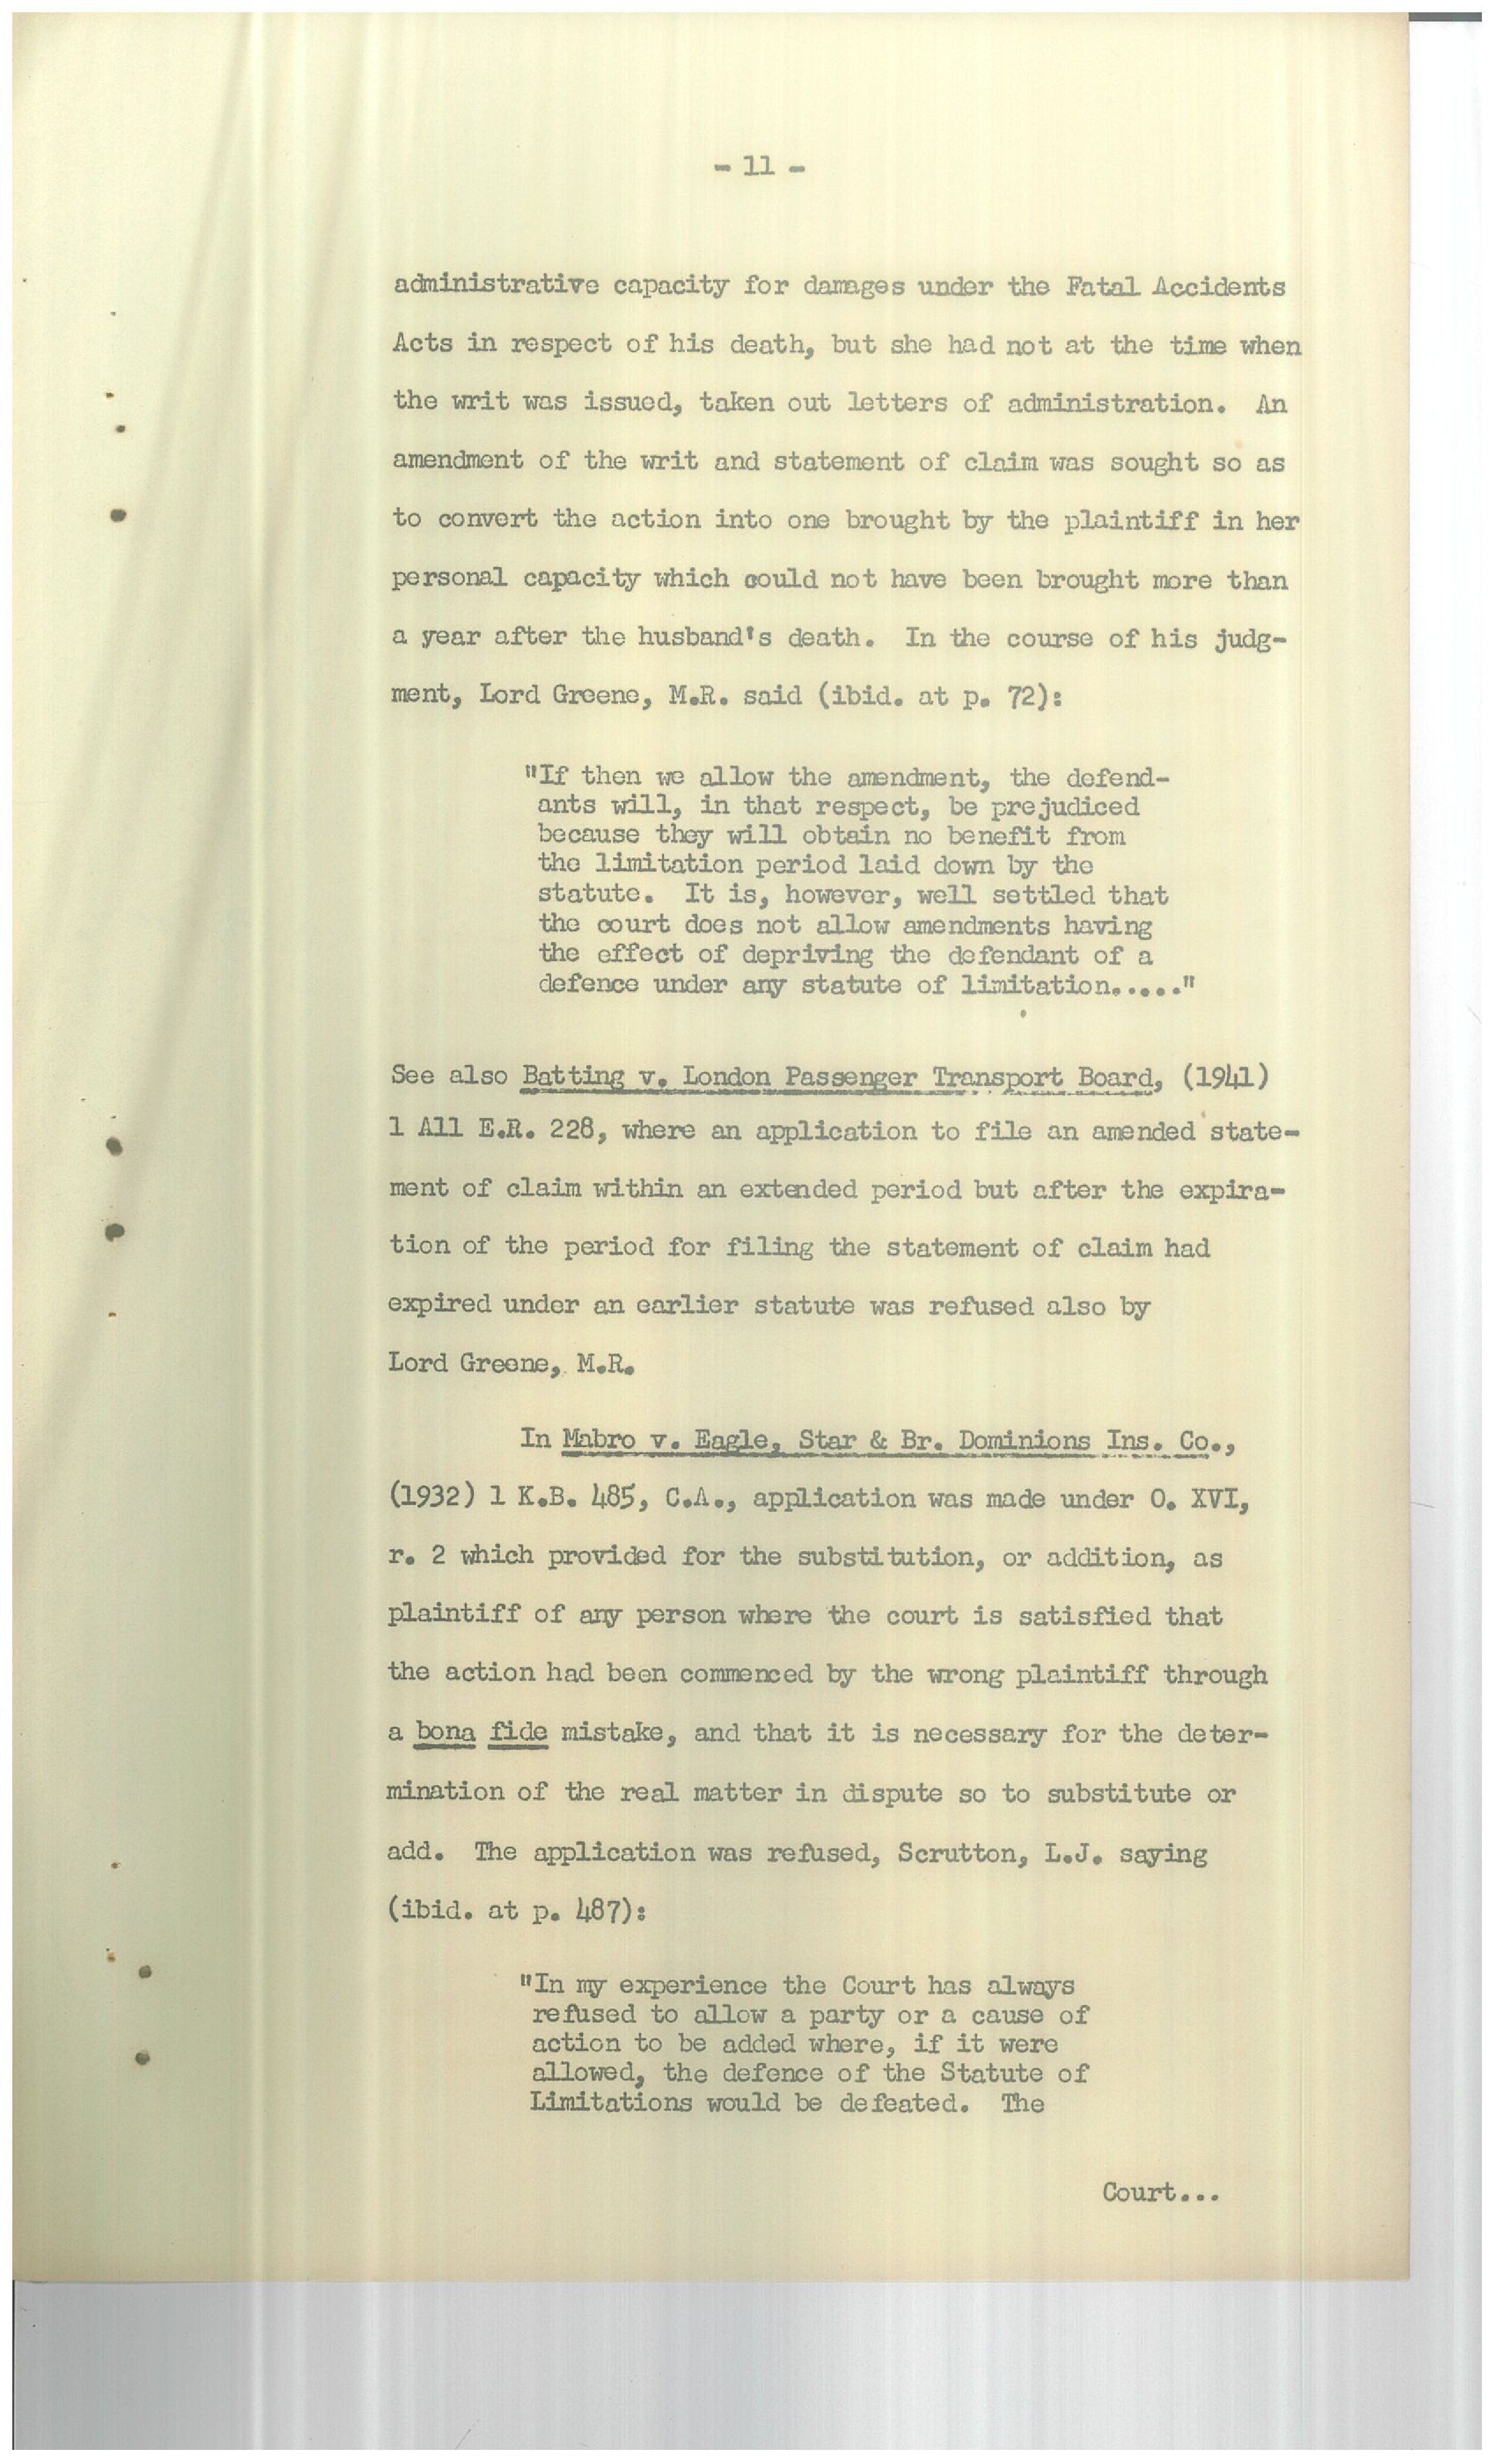 - 11 -
administrative capacity for damages under the Fatal Accidents
Acts in respect of his death, but she had not at the time when
the writ was issued, taken out letters of administration. An
amendment of the writ and statement of claim was sought so as
to convert the action into one brought by the plaintiff in her
personal capacity which could not have been brought more than
a year after the husband's death. In the course of his judg-
ment, Lord Greene, M.R. said (ibid. at p. 72):
"If then we allow the amendment, the defend-
ants will, in that respect, be prejudiced
because they will obtain no benefit from
the limitation period laid down by the
statute. It is, however, well settled that
the court does not allow amendments having
the effect of depriving the defendant of a
defence under any statute of limitation....."
See also Batting v. London Passenger Transport Board, (1941)
1 All E.R. 228, where an application to file an amended state-
ment of claim within an extended period but after the expira-
tion of the period for filing the statement of claim had
expired under an earlier statute was refused also by
Lord Greene, M.R.
In Mabro v. Eagle, Star & Br. Dominions Ins. Co.,
(1932) 1 K.B. 485, C.A., application was made under O. XVI,
r. 2 which provided for the substitution, or addition, as
plaintiff of any person where the court is satisfied that
the action had been commenced by the wrong plaintiff through
a bona fide mistake, and that it is necessary for the deter-
mination of the real matter in dispute so to substitute or
add. The application was refused, Scrutton, L.J. saying
(ibid. at p. 487):
"In my experience the Court has always
refused to allow a party or a cause of
action to be added where, if it were
allowed, the defence of the Statute of
Limitations would be defeated. The
Court...